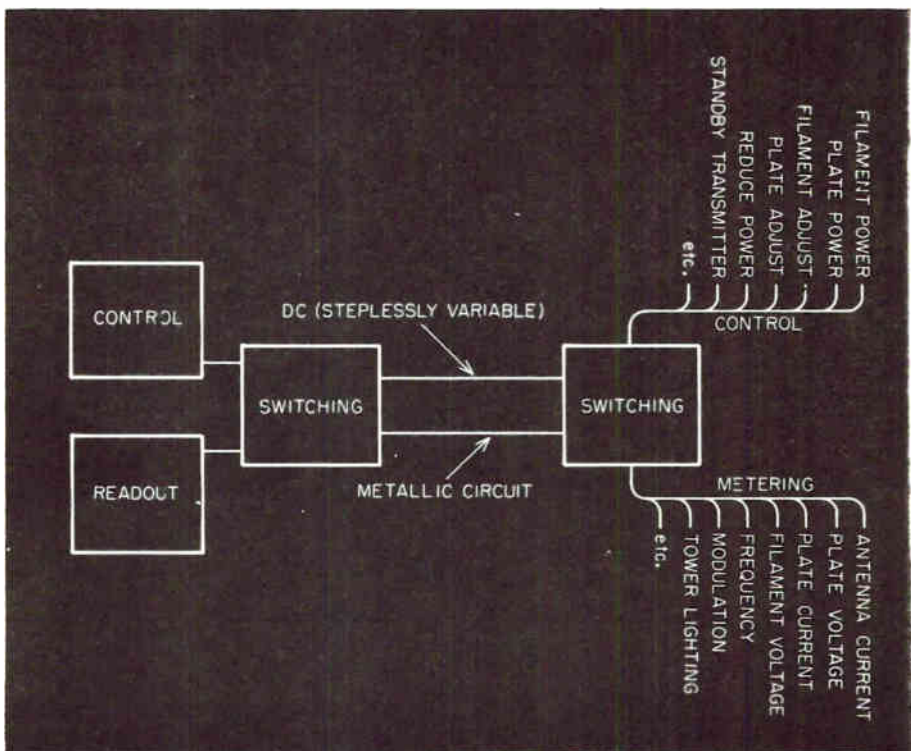 FILAMENT POWER
PLATE POWER
FILAMENT ADJUST
PLATE ADJUST
REDUCE POWER
STANDBY TRANSMITTER
etc.
CONTROL
CONTROL
DC (STEPLESSLY VARIABLE)
SWITCHING
SWITCHING
READOUT
METALLIC CIRCUIT
METERING
ANTENNA CURRENT
PLATE VOLTAGE
PLATE CURRENT
FILAMENT VOLTAGE
FREQUENCY
MODULATION
TOWER LIGHTING
etc.